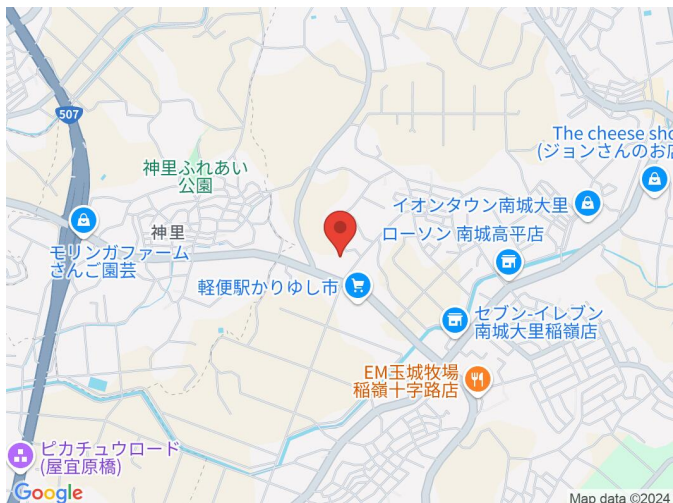 507
The cheese sho
(ジョンさんのお店
神里ふれあい
公園
イオンタウン南城大里
神里
ローソン 南城高平店
モリンガファーム
さんご園芸
軽便駅かりゆし市
セブン-イレブン
南城大里稲嶺店
EM玉城牧場
稲嶺十字路店
ピカチュウロード
(屋宜原橋)
Google
Map data ©2024